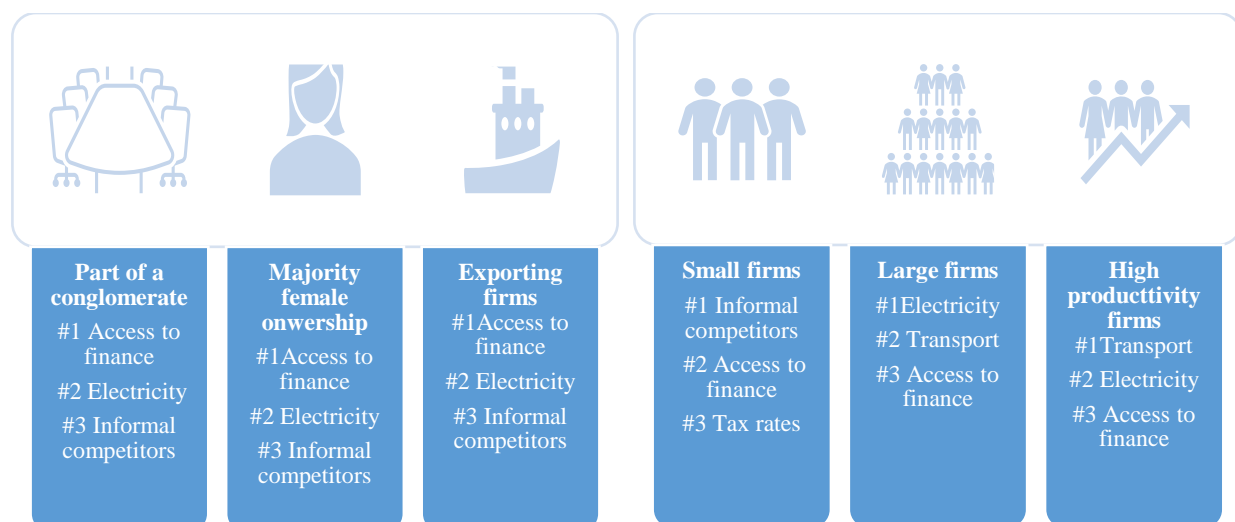 Part of a
conglomerate
#1 Access to
finance
#2 Electricity
#3 Informal
competitors
Majority
female
onwership
#1Access to
finance
#2 Electricity
#3 Informal
competitors
Exporting
firms
#1Access to
finance
#2 Electricity
#3 Informal
competitors
Small firms
#1 Informal
competitors
#2 Access to
finance
#3 Tax rates
Large firms
#1Electricity
#2 Transport
#3 Access to
finance
High
producttivity
firms
#1Transport
#2 Electricity
#3 Access to
finance